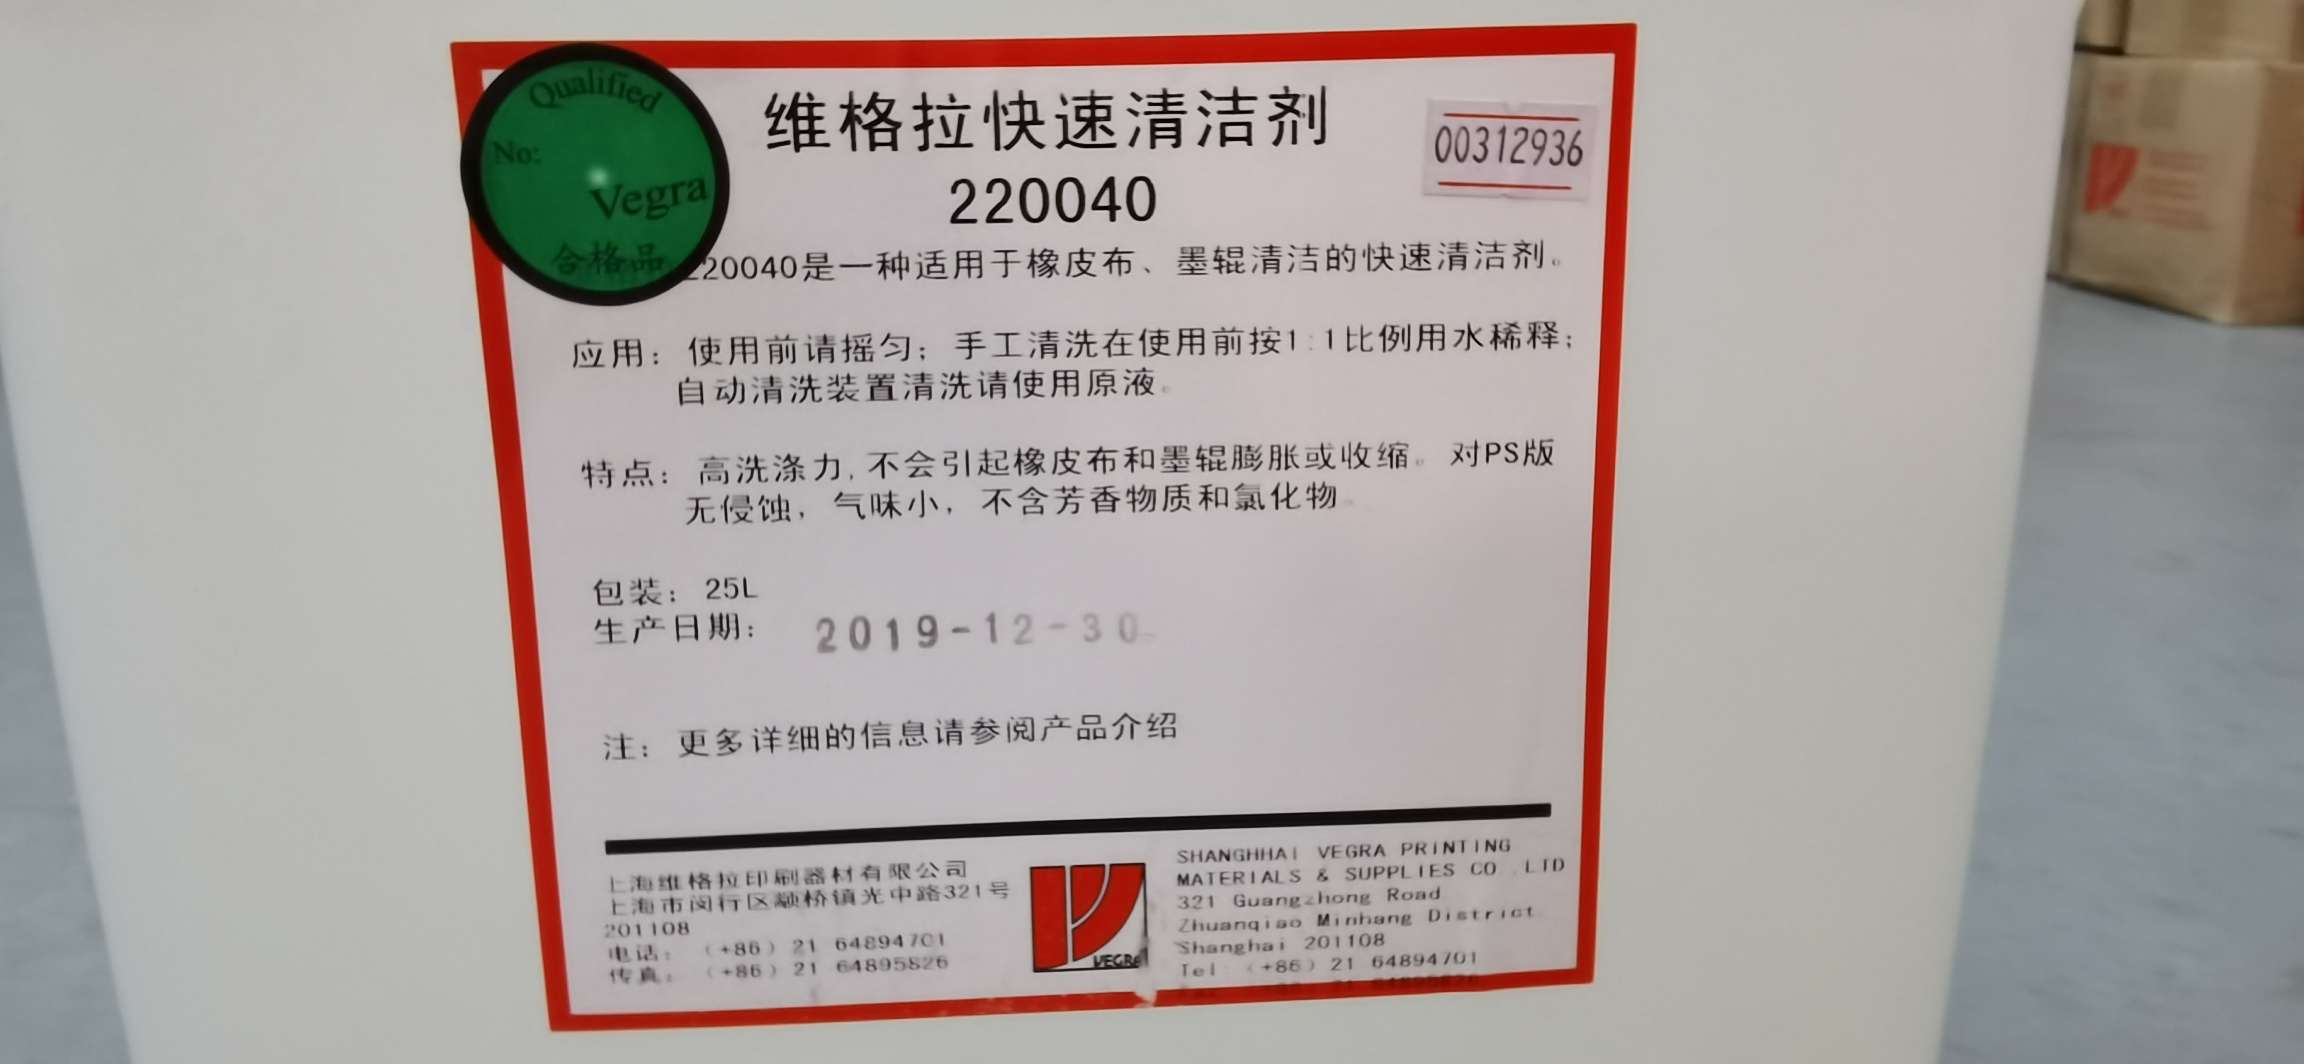 Qualified
No:
Vegra
合格品
维格拉快速清洁剂
00312936
220040
220040是一种适用于橡皮布、墨辊清洁的快速清洁剂。
应用：使用前请摇匀；手工清洗在使用前按1:1比例用水稀释；
自动清洗装置清洗请使用原液。
特点：高洗涤力,不会引起橡皮布和墨辊膨胀或收缩。对PS版
无侵蚀，气味小，不含芳香物质和氯化物。
包装：25L
生产日期：2019-12-30
注：更多详细的信息请参阅产品介绍
上海维格拉印刷器材有限公司
上海市闵行区颛桥镇光中路321号
201108
电话：（+86）21 64894701
传真：（+86）21 64895826
VEGRA
SHANGHHAI VEGRA PRINTING
MATERIALS & SUPPLIES CO .LTD
321 Guangzhong Road
Zhuanqiao Minhang District
Shanghai 201108
Tel （+86）21 64894701